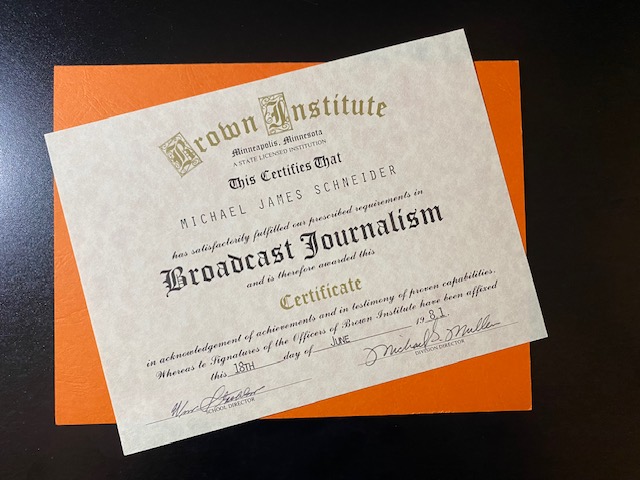 Brown Institute
Minneapolis, Minnesota
A STATE LICENSED INSTITUTION
This Certifies That
MICHAEL JAMES SCHNEIDER
has satisfactorily fulfilled our prescribed requirements in
Broadcast Journalism
and is therefore awarded this
Certificate
in acknowledgement of achievements and in testimony of proven capabilities.
Whereas to Signatures of the Officers of Brown Institute have been affixed
this 18TH day of JUNE 1981.
SCHOOL DIRECTOR
Michael S. Mullen
DIVISION DIRECTOR